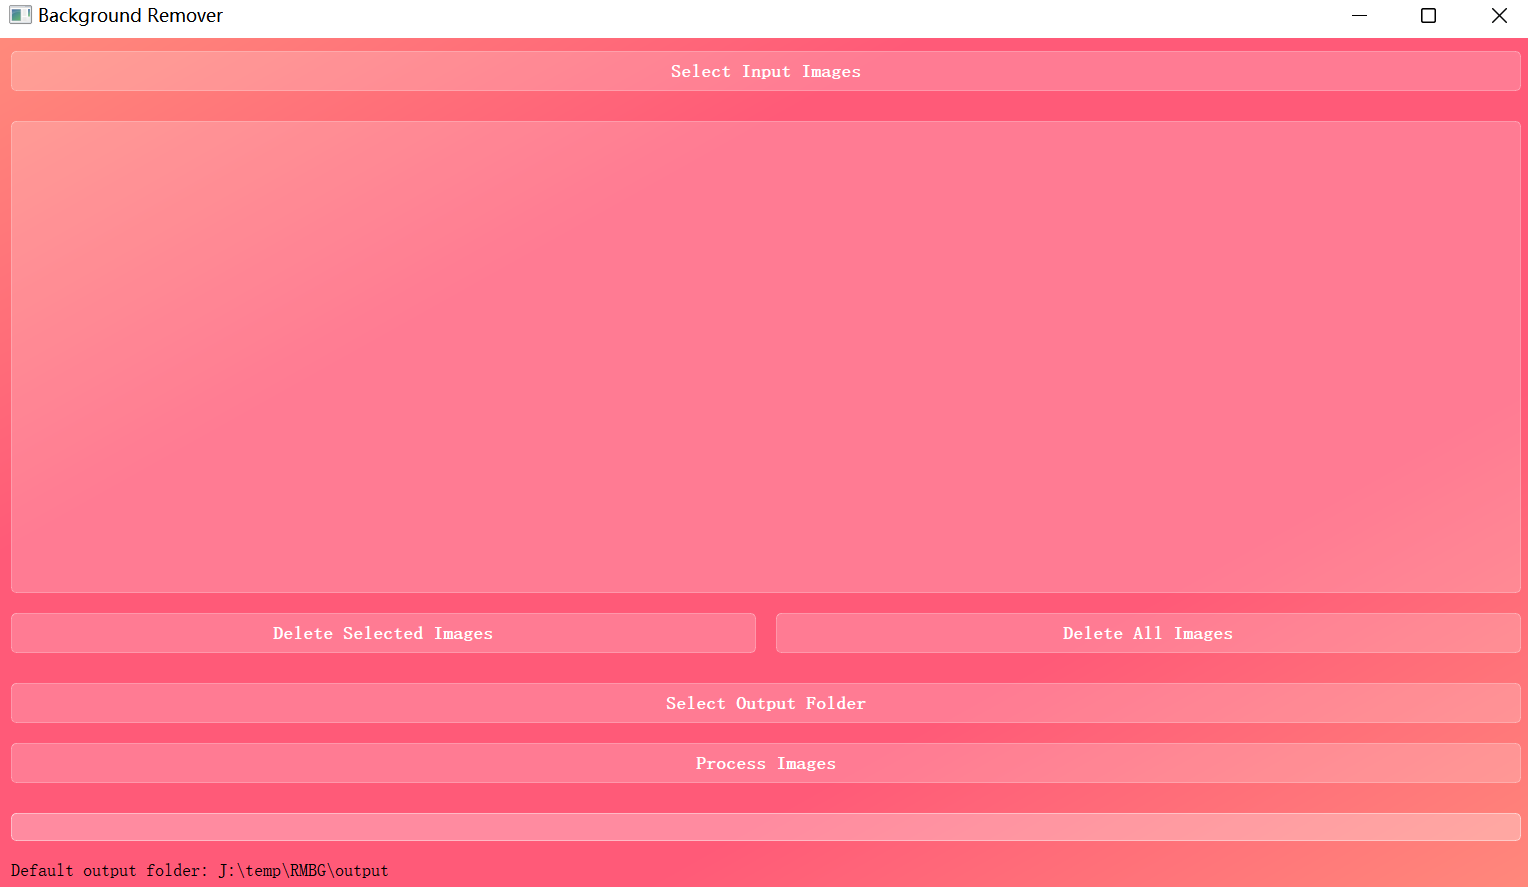 Background Remover
Select Input Images
Delete Selected Images
Delete All Images
Select Output Folder
Process Images
Default output folder: J:\temp\RMBG\output